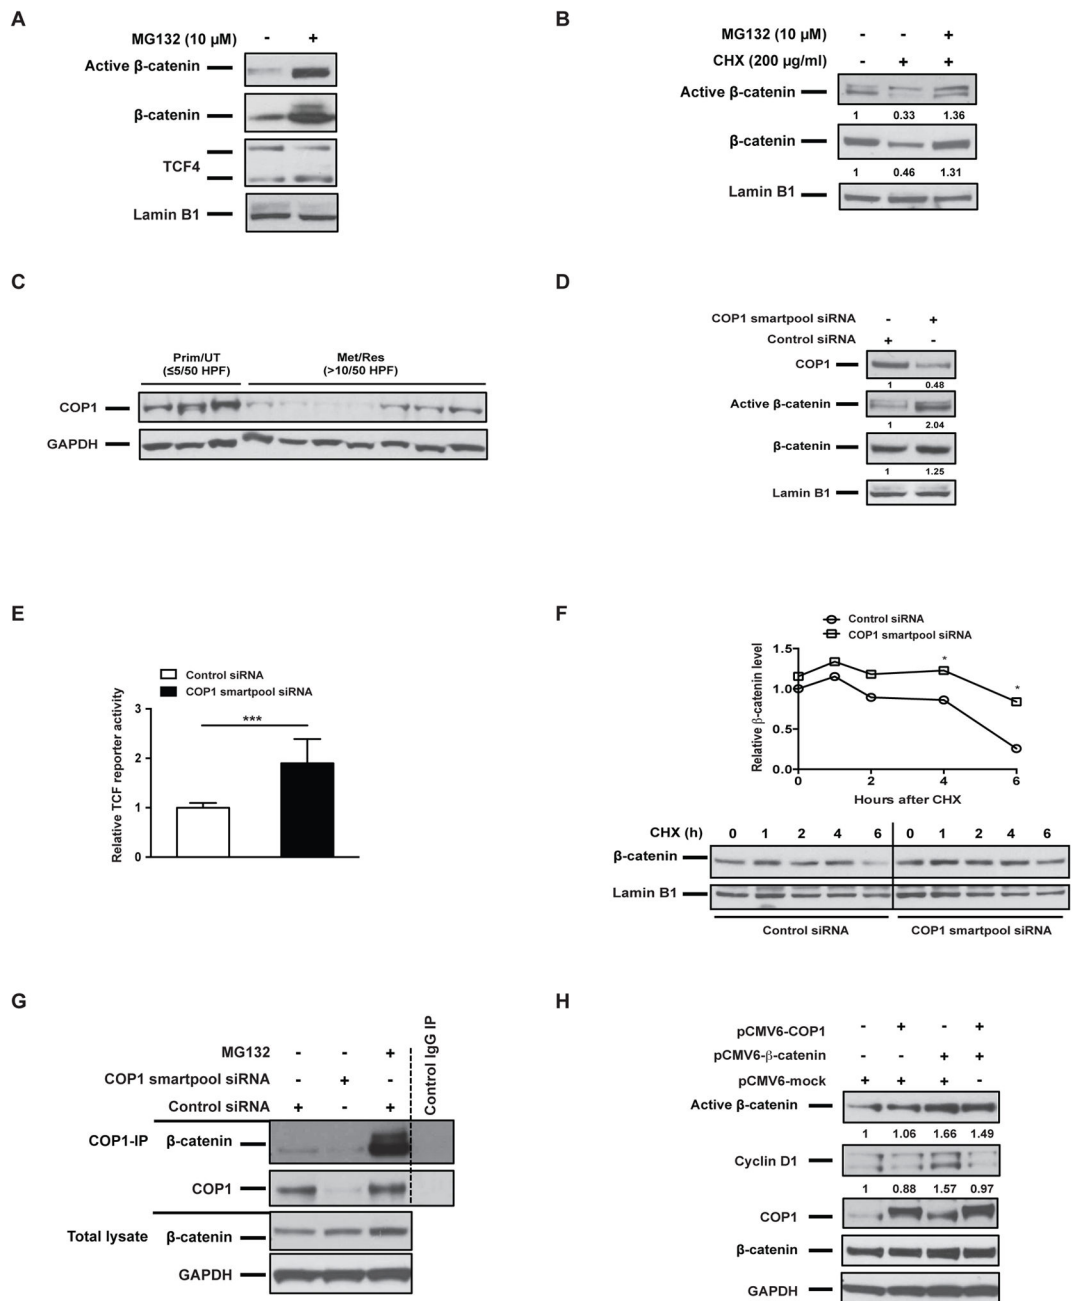 A
MG132 (10 µM) - +
Active β-catenin
β-catenin
TCF4
Lamin B1
B
MG132 (10 µM) - - +
CHX (200 µg/ml) - + +
Active β-catenin
1 0.33 1.36
β-catenin
1 0.46 1.31
Lamin B1
C
Prim/UT Met/Res
(≤5/50 HPF) (>10/50 HPF)
COP1
GAPDH
D
COP1 smartpool siRNA - +
Control siRNA + -
COP1
1 0.48
Active β-catenin
1 2.04
β-catenin
1 1.25
Lamin B1
E
Control siRNA
COP1 smartpool siRNA
Relative TCF reporter activity
3
2
1
0
***
F
Control siRNA
COP1 smartpool siRNA
Relative β-catenin level
1.5
1.0
0.5
0.0
*
*
0 2 4 6
Hours after CHX
CHX (h) 0 1 2 4 6 0 1 2 4 6
β-catenin
Lamin B1
Control siRNA COP1 smartpool siRNA
G
MG132 - - +
COP1 smartpool siRNA - + -
Control siRNA + - +
Control IgG IP
COP1-IP β-catenin
COP1
Total lysate β-catenin
GAPDH
H
pCMV6-COP1 - + - +
pCMV6-β-catenin - - + +
pCMV6-mock + + + -
Active β-catenin
1 1.06 1.66 1.49
Cyclin D1
1 0.88 1.57 0.97
COP1
β-catenin
GAPDH